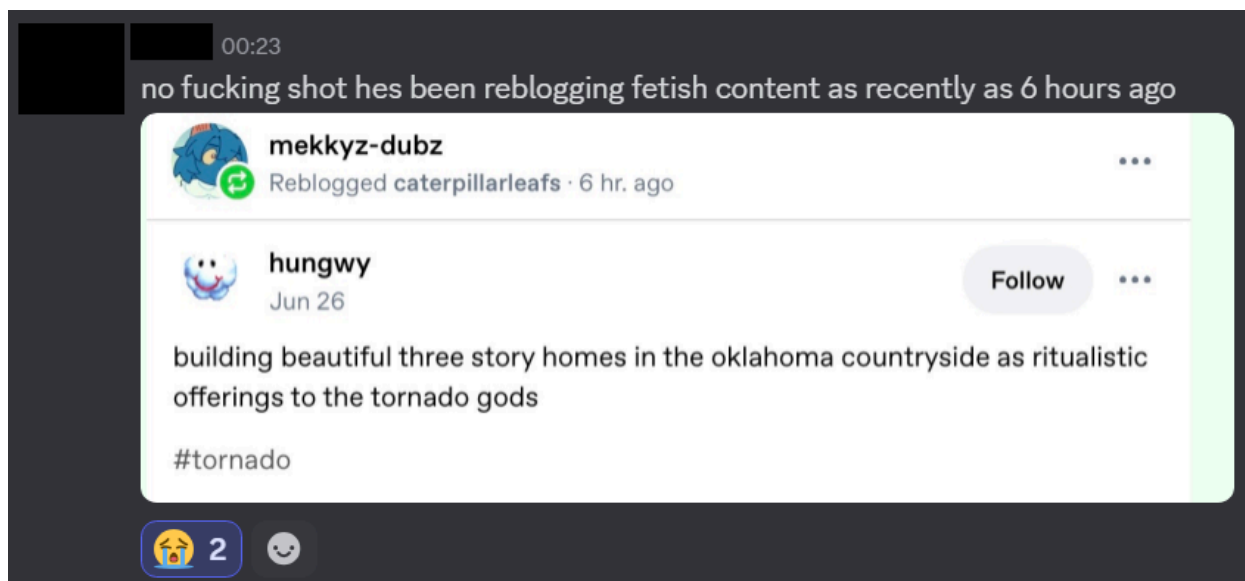 00:23
no fucking shot hes been reblogging fetish content as recently as 6 hours ago
mekkyz-dubz
Reblogged caterpillarleafs · 6 hr. ago
hungwy
Follow
Jun 26
building beautiful three story homes in the oklahoma countryside as ritualistic
offerings to the tornado gods
#tornado
2